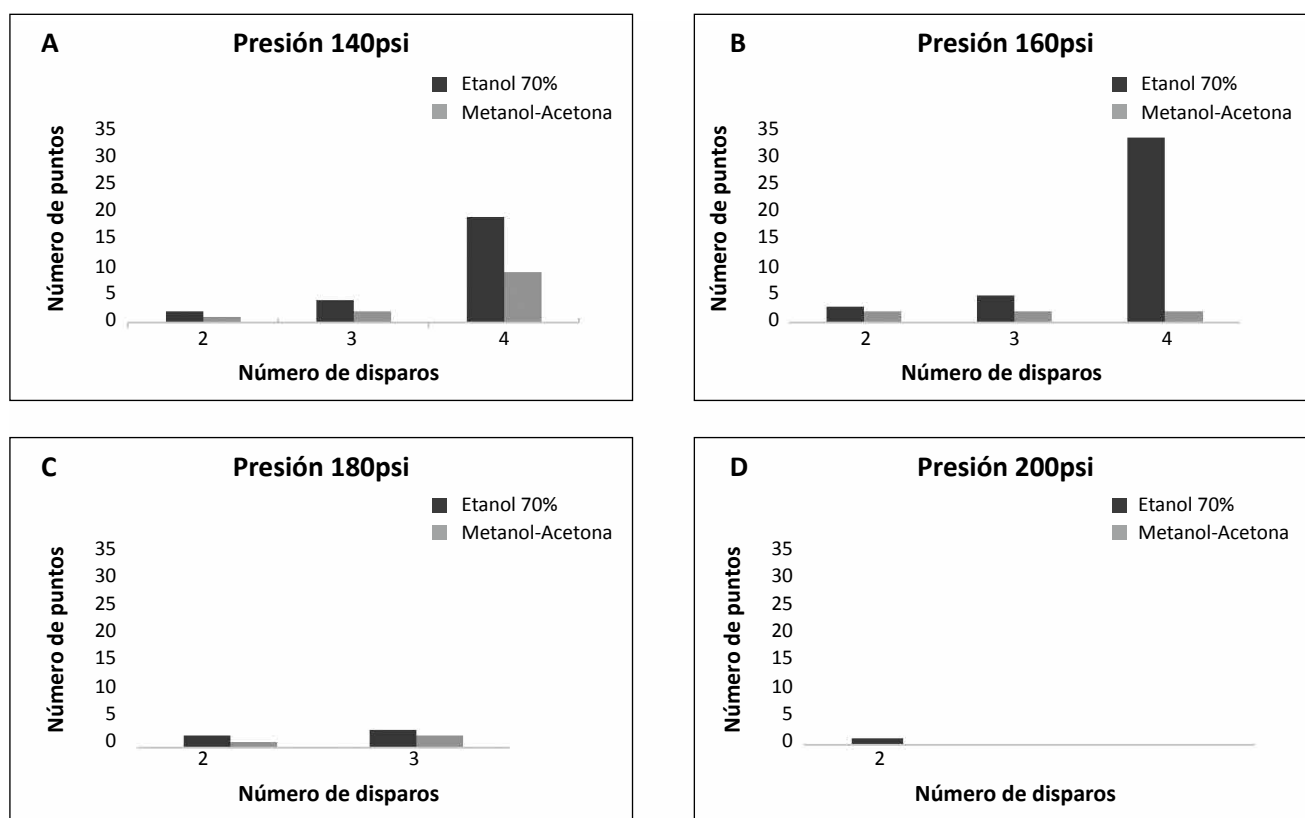 A
Presión 140psi
Etanol 70%
Metanol-Acetona
Número de puntos
35
30
25
20
15
10
5
0
2 3 4
Número de disparos
B
Presión 160psi
Etanol 70%
Metanol-Acetona
Número de puntos
35
30
25
20
15
10
5
0
2 3 4
Número de disparos
C
Presión 180psi
Etanol 70%
Metanol-Acetona
Número de puntos
35
30
25
20
15
10
5
0
2 3
Número de disparos
D
Presión 200psi
Etanol 70%
Metanol-Acetona
Número de puntos
35
30
25
20
15
10
5
0
2
Número de disparos